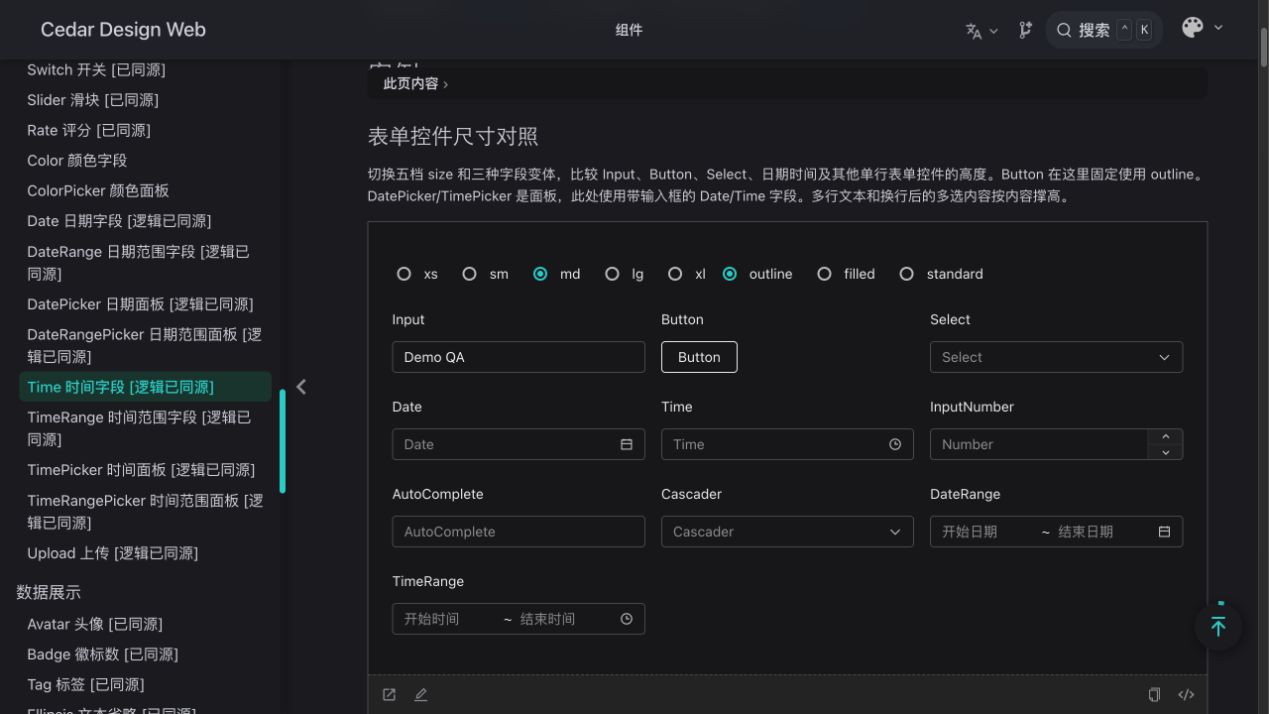 Cedar Design Web
组件
搜索 ^ K
Switch 开关 [已同源]
Slider 滑块 [已同源]
Rate 评分 [已同源]
Color 颜色字段
ColorPicker 颜色面板
Date 日期字段 [逻辑已同源]
DateRange 日期范围字段 [逻辑已
同源]
DatePicker 日期面板 [逻辑已同源]
DateRangePicker 日期范围面板 [逻
辑已同源]
Time 时间字段 [逻辑已同源]
TimeRange 时间范围字段 [逻辑已
同源]
TimePicker 时间面板 [逻辑已同源]
TimeRangePicker 时间范围面板 [逻
辑已同源]
Upload 上传 [逻辑已同源]
数据展示
Avatar 头像 [已同源]
Badge 徽标数 [已同源]
Tag 标签 [已同源]
Ellipsis 文本省略 [已同源]
此页内容 ›
表单控件尺寸对照
切换五档 size 和三种字段变体，比较 Input、Button、Select、日期时间及其他单行表单控件的高度。Button 在这里固定使用 outline。
DatePicker/TimePicker 是面板，此处使用带输入框的 Date/Time 字段。多行文本和换行后的多选内容按内容撑高。
xs sm md lg xl outline filled standard
Input Button Select
Demo QA Button Select
Date Time InputNumber
Date Time Number
AutoComplete Cascader DateRange
AutoComplete Cascader 开始日期 ~ 结束日期
TimeRange
开始时间 ~ 结束时间